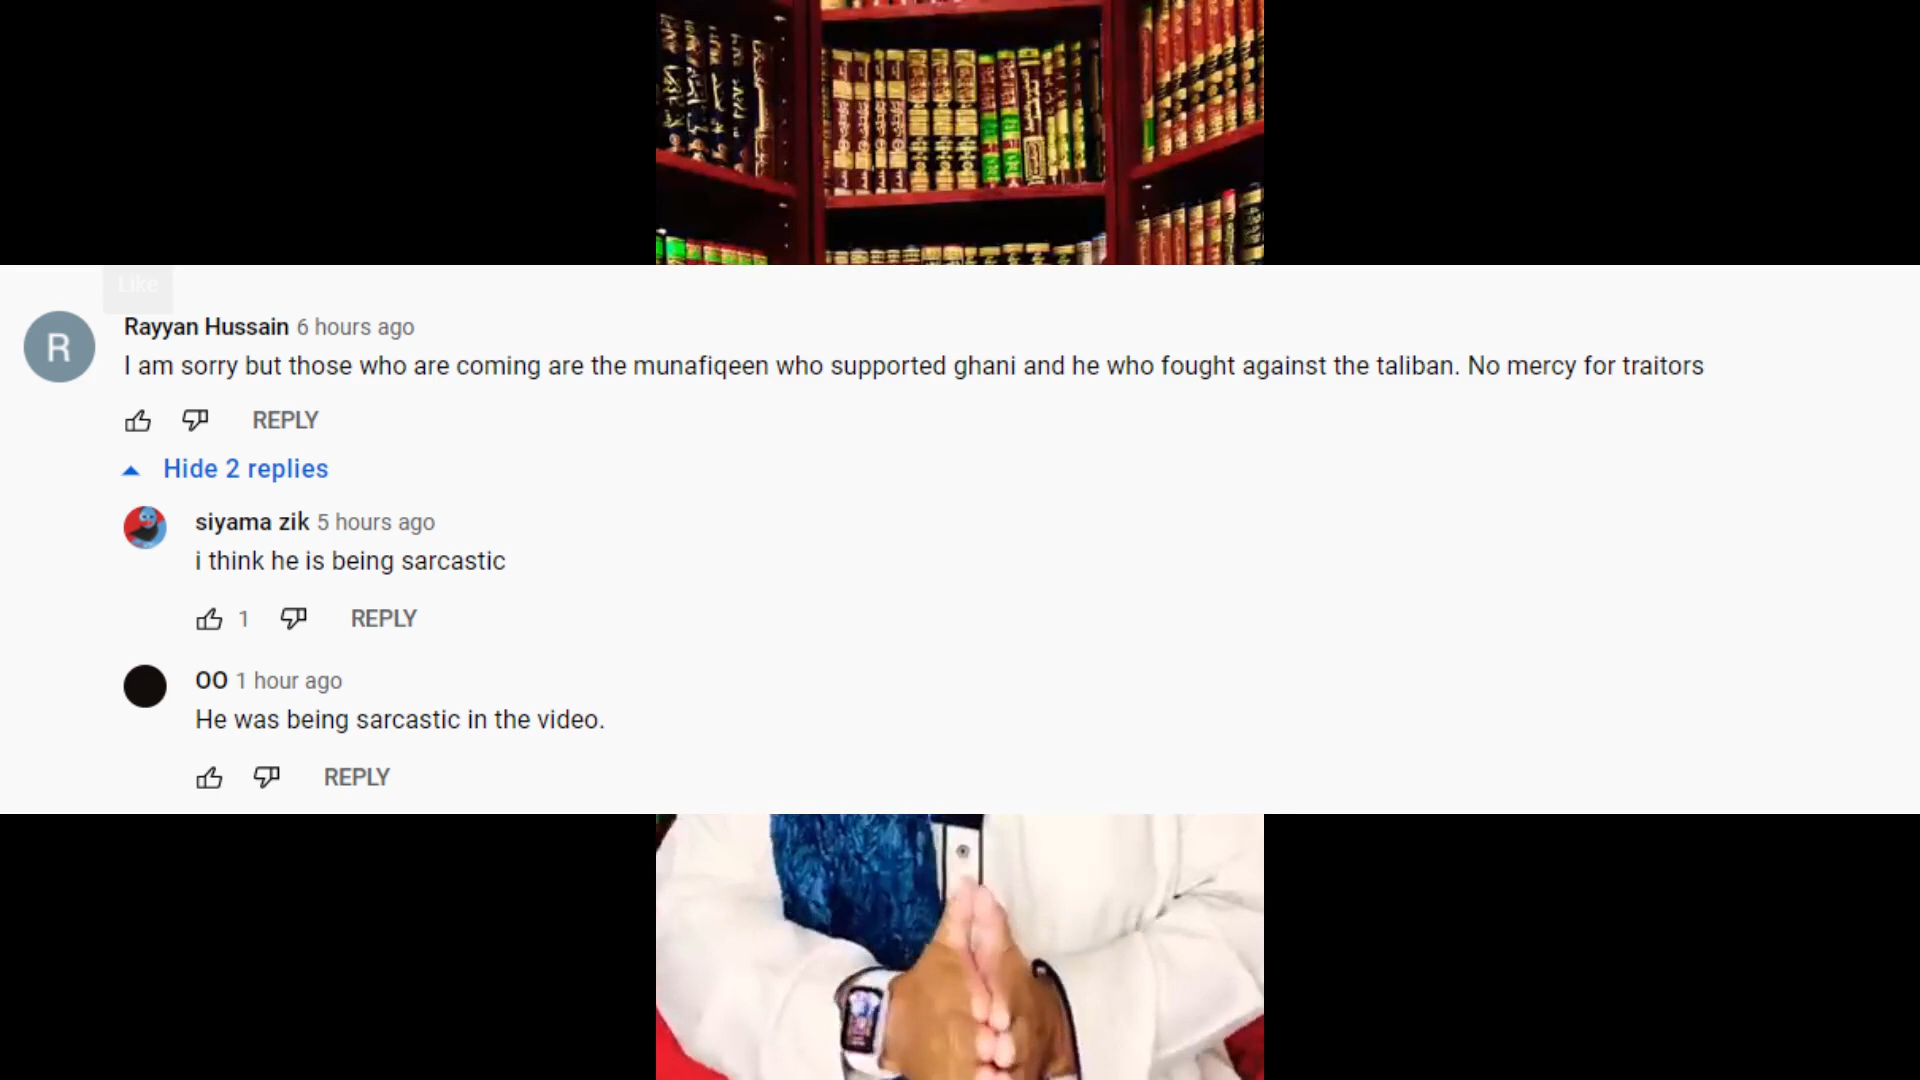 Like
R
Rayyan Hussain 6 hours ago
I am sorry but those who are coming are the munafiqeen who supported ghani and he who fought against the taliban. No mercy for traitors
REPLY
Hide 2 replies
siyama zik 5 hours ago
i think he is being sarcastic
1 REPLY
OO 1 hour ago
He was being sarcastic in the video.
REPLY